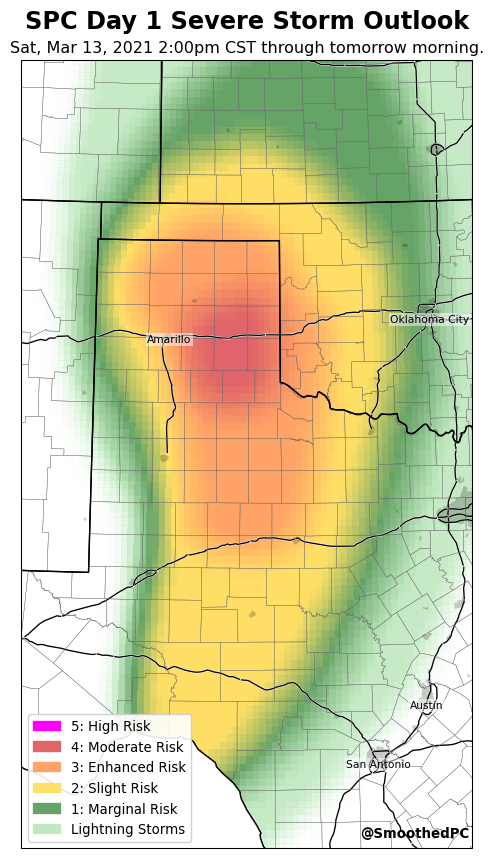 SPC Day 1 Severe Storm Outlook
Sat, Mar 13, 2021 2:00pm CST through tomorrow morning.
Oklahoma City
Amarillo
Austin
San Antonio
5: High Risk
4: Moderate Risk
3: Enhanced Risk
2: Slight Risk
1: Marginal Risk
Lightning Storms
@SmoothedPC